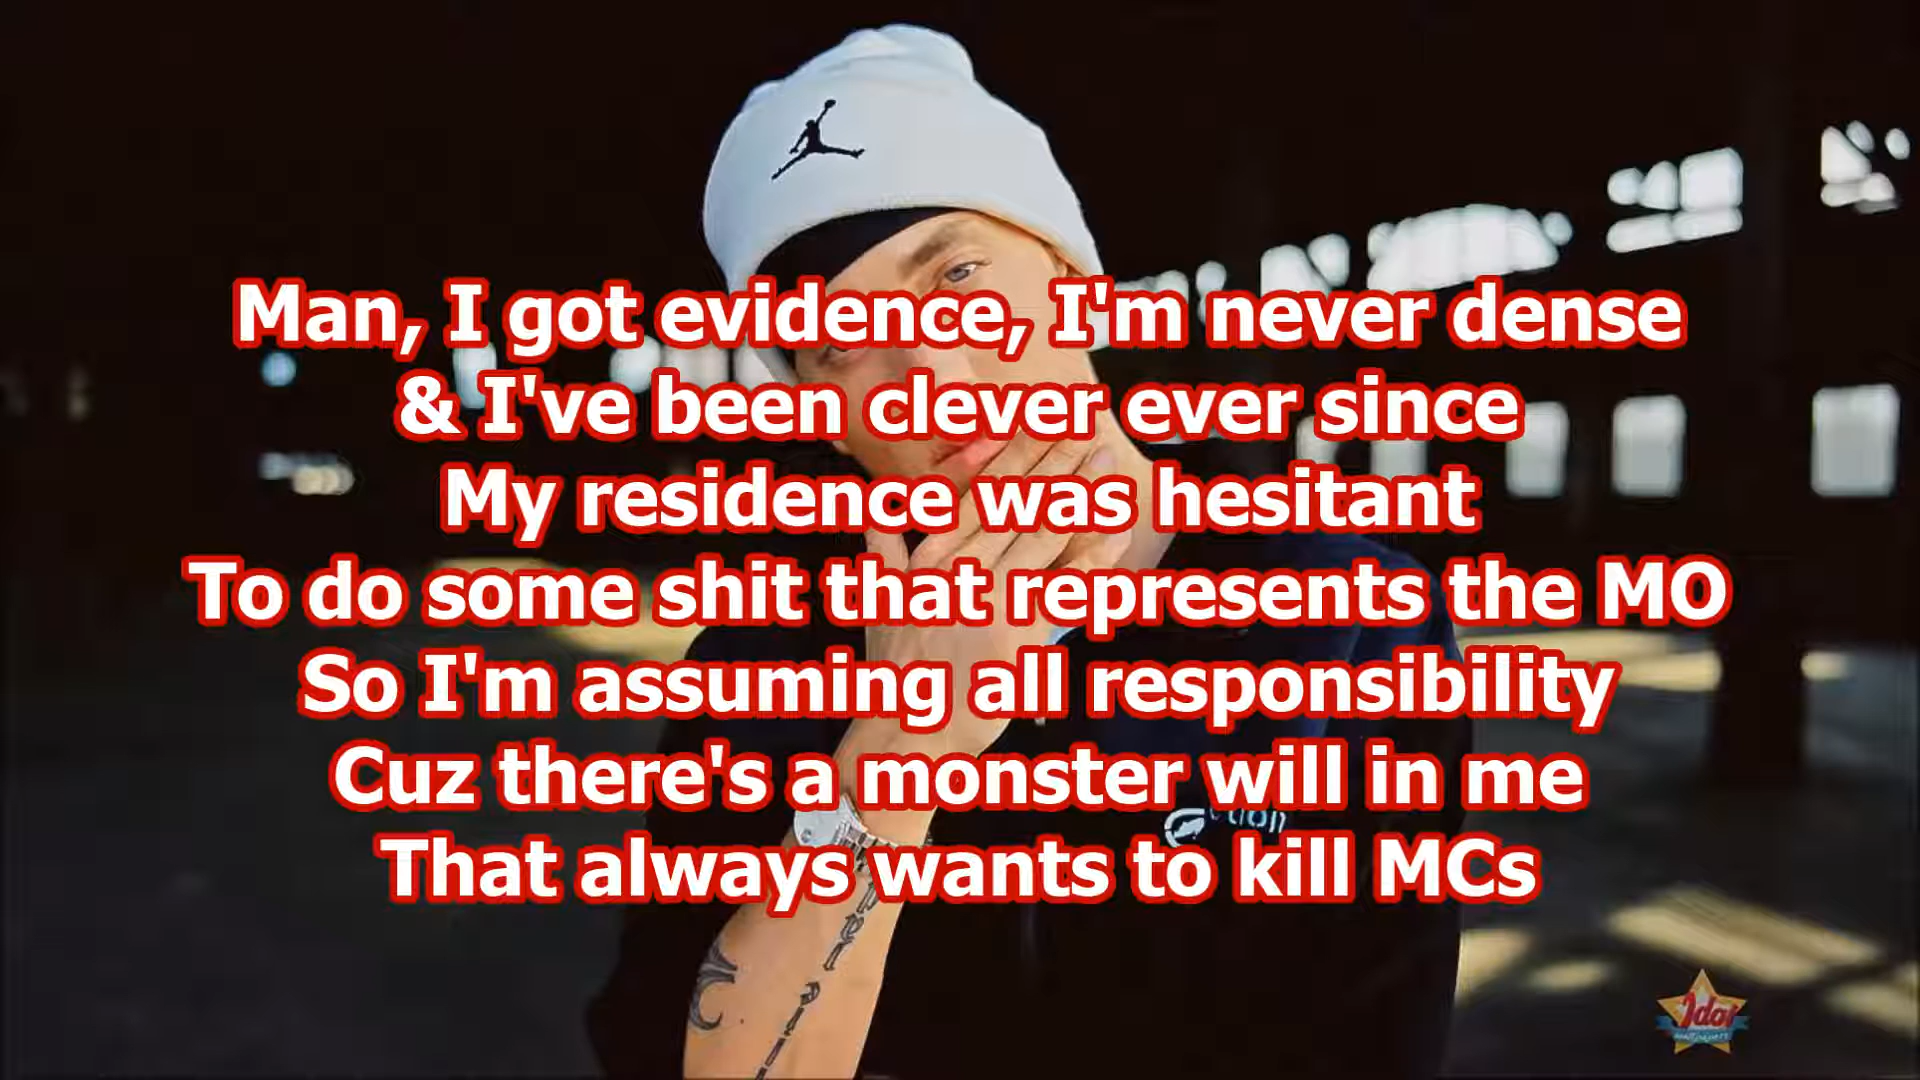 Man, I got evidence, I'm never dense
& I've been clever ever since
My residence was hesitant
To do some shit that represents the MO
So I'm assuming all responsibility
Cuz there's a monster will in me
That always wants to kill MCs
Idol